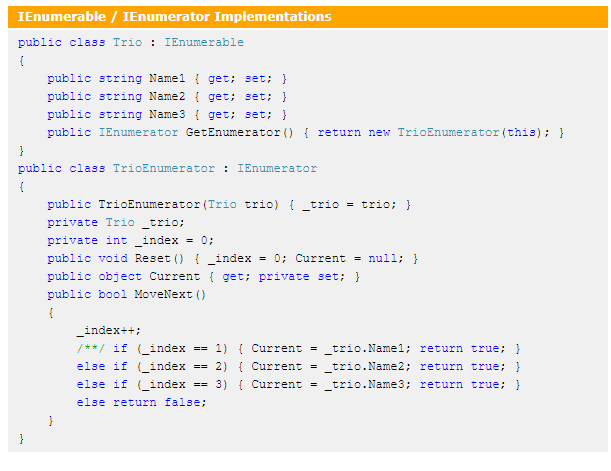 IEnumerable / IEnumerator Implementations
public class Trio : IEnumerable
{
    public string Name1 { get; set; }
    public string Name2 { get; set; }
    public string Name3 { get; set; }
    public IEnumerator GetEnumerator() { return new TrioEnumerator(this); }
}
public class TrioEnumerator : IEnumerator
{
    public TrioEnumerator(Trio trio) { _trio = trio; }
    private Trio _trio;
    private int _index = 0;
    public void Reset() { _index = 0; Current = null; }
    public object Current { get; private set; }
    public bool MoveNext()
    {
        _index++;
        /**/ if (_index == 1) { Current = _trio.Name1; return true; }
        else if (_index == 2) { Current = _trio.Name2; return true; }
        else if (_index == 3) { Current = _trio.Name3; return true; }
        else return false;
    }
}